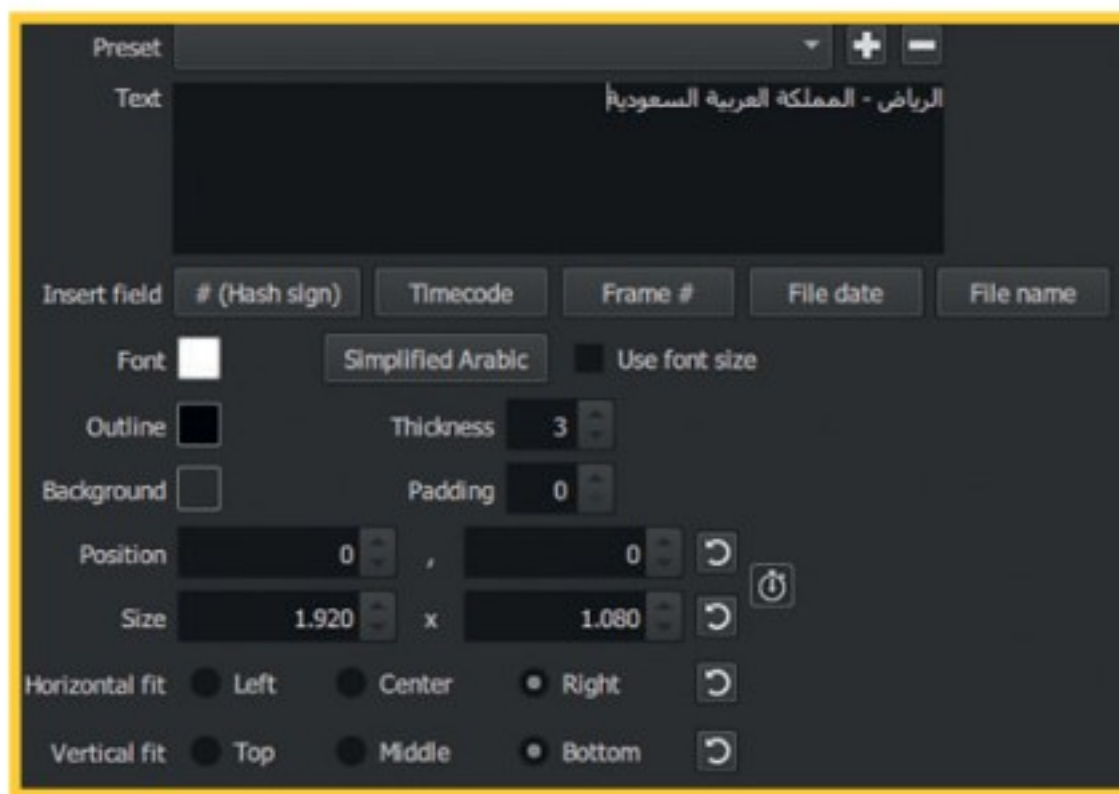 Preset
Text
الرياض - المملكة العربية السعودية
Insert field # (Hash sign) Timecode Frame # File date File name
Font Simplified Arabic Use font size
Outline Thickness 3
Background Padding 0
Position 0 , 0
Size 1.920 x 1.080
Horizontal fit Left Center Right
Vertical fit Top Middle Bottom